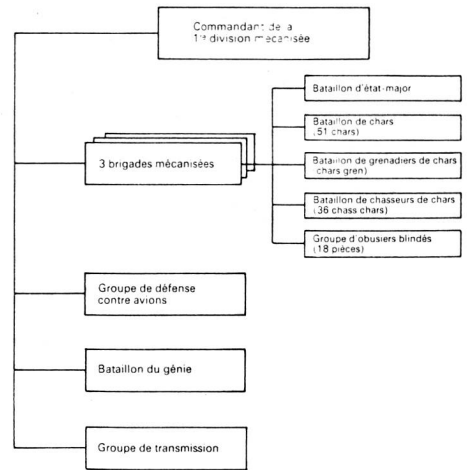 Commandant de la
1re division mécanisée
3 brigades mécanisées
Bataillon d'état-major
Bataillon de chars
(51 chars)
Bataillon de grenadiers de chars
chars gren)
Bataillon de chasseurs de chars
(36 chass chars)
Groupe d'obusiers blindés
(18 pièces)
Groupe de défense
contre avions
Bataillon du génie
Groupe de transmission